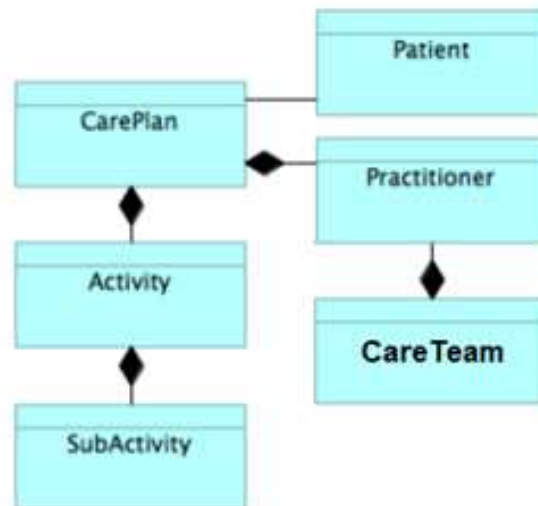 Patient
CarePlan
Practitioner
Activity
CareTeam
SubActivity